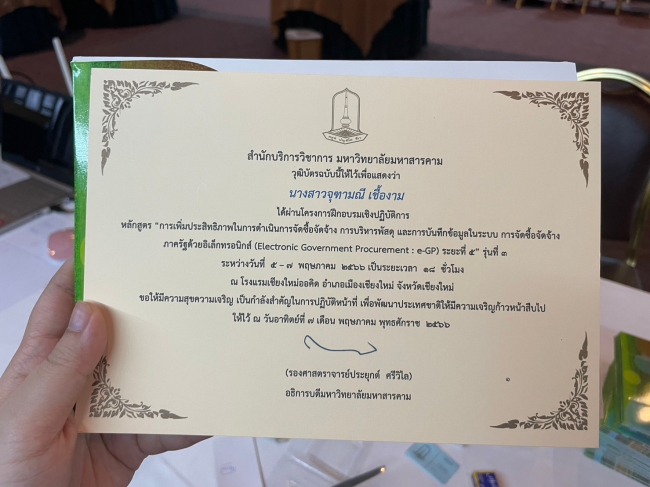 สำนักบริการวิชาการ มหาวิทยาลัยมหาสารคาม
วุฒิบัตรฉบับนี้ให้ไว้เพื่อแสดงว่า
นางสาวจุฑามณี เชื้องาม
ได้ผ่านโครงการฝึกอบรมเชิงปฏิบัติการ
หลักสูตร "การเพิ่มประสิทธิภาพในการดำเนินการจัดซื้อจัดจ้าง การบริหารพัสดุ และการบันทึกข้อมูลในระบบ การจัดซื้อจัดจ้าง
ภาครัฐด้วยอิเล็กทรอนิกส์ (Electronic Government Procurement : e-GP) ระยะที่ ๕" รุ่นที่ ๓
ระหว่างวันที่ ๕ – ๗ พฤษภาคม ๒๕๖๖ เป็นระยะเวลา ๑๘ ชั่วโมง
ณ โรงแรมเชียงใหม่ออคิด อำเภอเมืองเชียงใหม่ จังหวัดเชียงใหม่
ขอให้มีความสุขความเจริญ เป็นกำลังสำคัญในการปฏิบัติหน้าที่ เพื่อพัฒนาประเทศชาติให้มีความเจริญก้าวหน้าสืบไป
ให้ไว้ ณ วันอาทิตย์ที่ ๗ เดือน พฤษภาคม พุทธศักราช ๒๕๖๖
(รองศาสตราจารย์ประยุกต์ ศรีวิไล)
อธิการบดีมหาวิทยาลัยมหาสารคาม